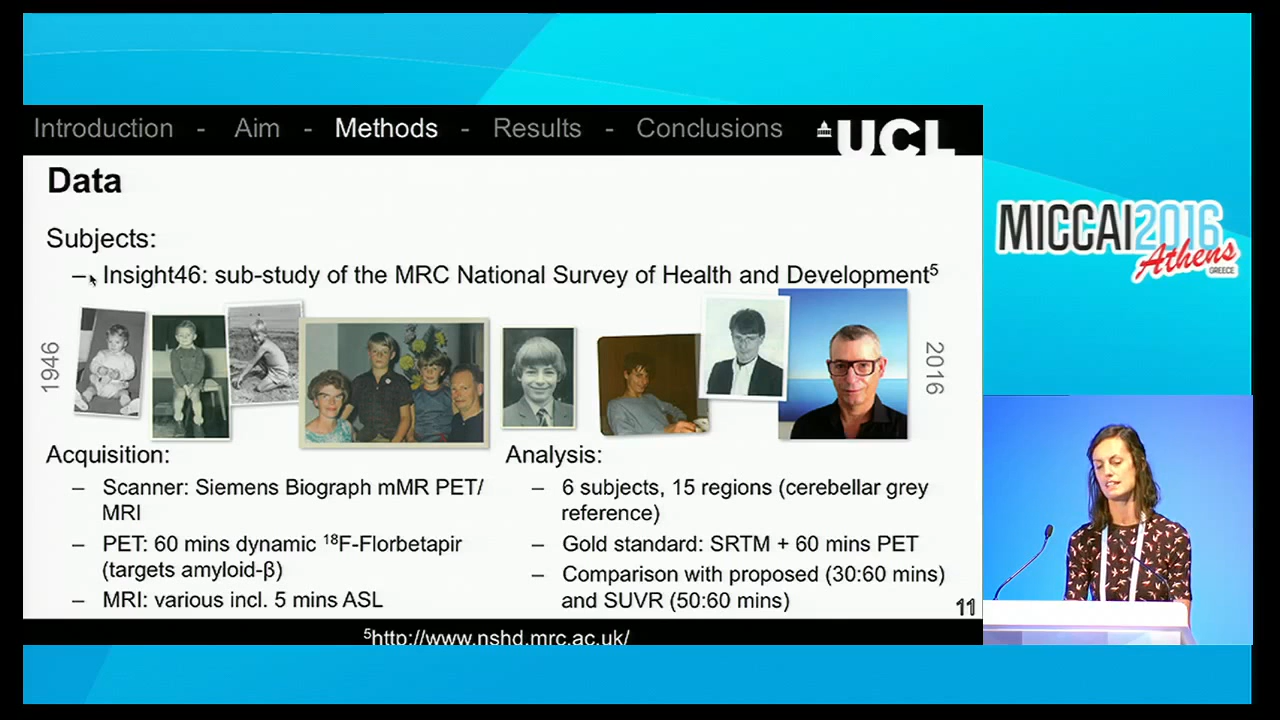 Introduction - Aim - Methods - Results - Conclusions
UCL
Data
Subjects:
– Insight46: sub-study of the MRC National Survey of Health and Development5
1946
2016
Acquisition:
– Scanner: Siemens Biograph mMR PET/
MRI
– PET: 60 mins dynamic 18F-Florbetapir
(targets amyloid-β)
– MRI: various incl. 5 mins ASL
Analysis:
– 6 subjects, 15 regions (cerebellar grey
reference)
– Gold standard: SRTM + 60 mins PET
– Comparison with proposed (30:60 mins)
and SUVR (50:60 mins)
11
5http://www.nshd.mrc.ac.uk/
MICCAI2016
Athens
GREECE